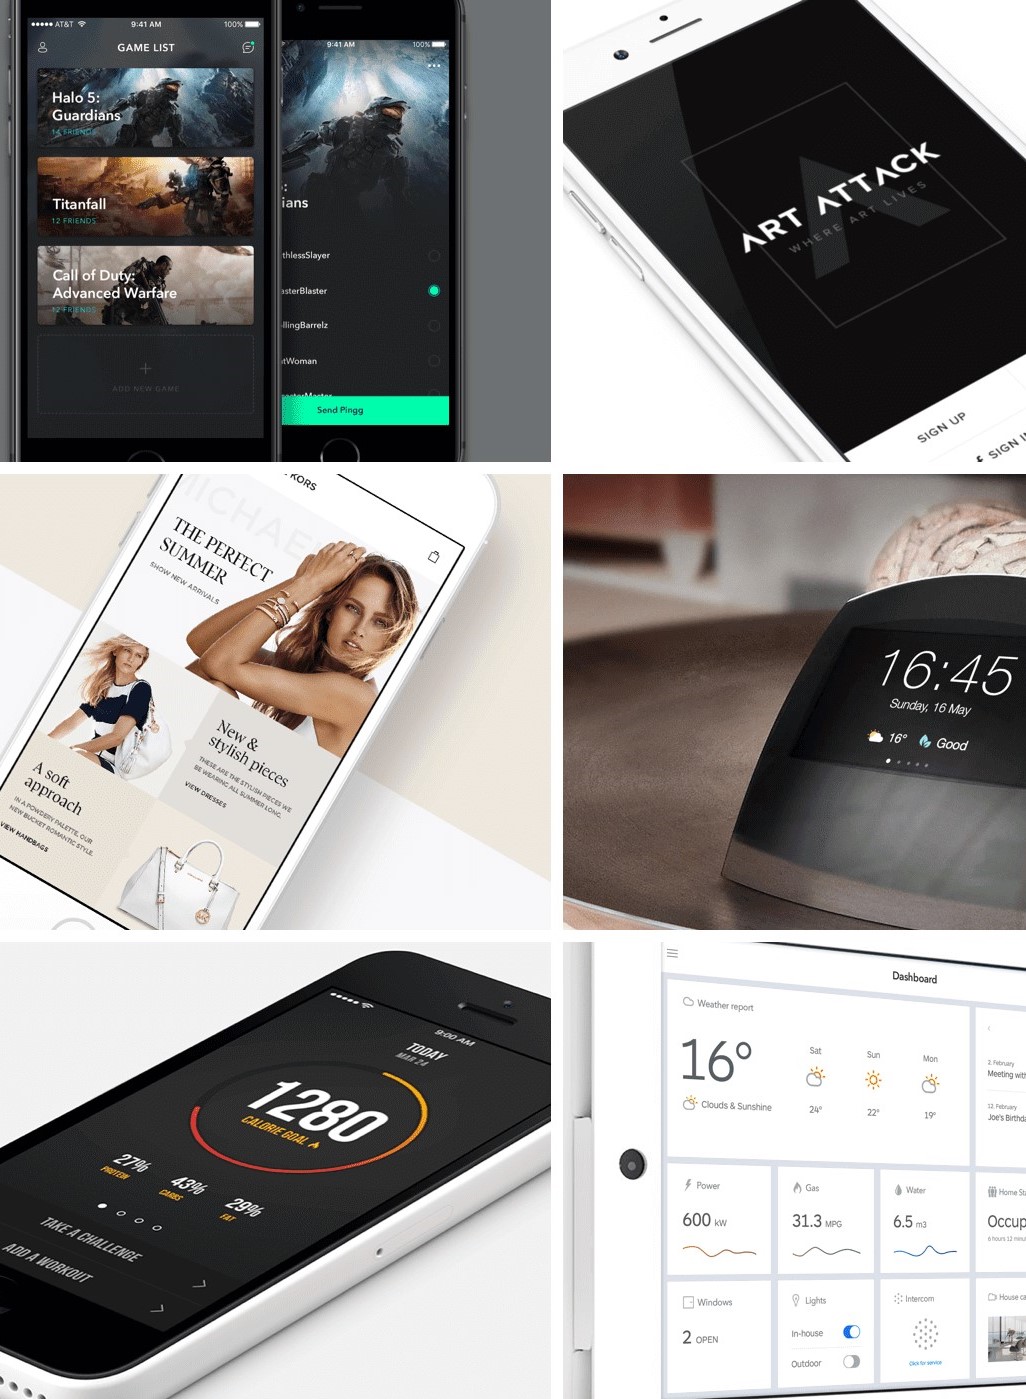 AT&T 9:41 AM 100%
GAME LIST
Halo 5:
Guardians
14 FRIENDS
Titanfall
12 FRIENDS
Call of Duty:
Advanced Warfare
12 FRIENDS
+
ADD NEW GAME
9:41 AM 100%
:
ians
thlessSlayer
asterBlaster
llingBarrelz
tWoman
Send Pingg
ART ATTACK
WHERE ART LIVES
SIGN UP
f SIGN
KORS
MICHAE
THE PERFECT
SUMMER
SHOW NEW ARRIVALS
New &
stylish pieces
THESE ARE THE STYLISH PIECES WE
BE WEARING ALL SUMMER LONG.
VIEW DRESSES
A soft
approach
IN A POWDERY PALETTE, OUR
NEW BUCKET ROMANTIC STYLE.
VIEW HANDBAGS
16:45
Sunday, 16 May
16° Good
9:00 AM
TODAY
MAR 24
1280
CALORIE GOAL
27%
PROTEIN
43%
CARBS
29%
FAT
TAKE A CHALLENGE
ADD A WORKOUT
Dashboard
Weather report
16°
Clouds & Sunshine
Sat
24°
Sun
22°
Mon
19°
2. February
Meeting with
12. February
Joe's Birthda
Power
600 kW
Gas
31.3 MPG
Water
6.5 m3
Home Sta
Occup
6 hours 12 minu
Windows
2 OPEN
Lights
In-house
Outdoor
Intercom
Click for service
House ca